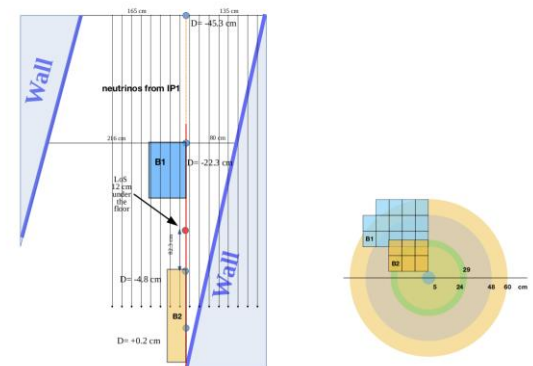 165 cm
135 cm
D= -45.3 cm
Wall
neutrinos from IP1
216 cm
80 cm
B1
D= -22.3 cm
LoS
12 cm
under
the
floor
Wall
D= -4.8 cm
B2
D= +0.2 cm
B1
B2
29
5
24
48
60
cm